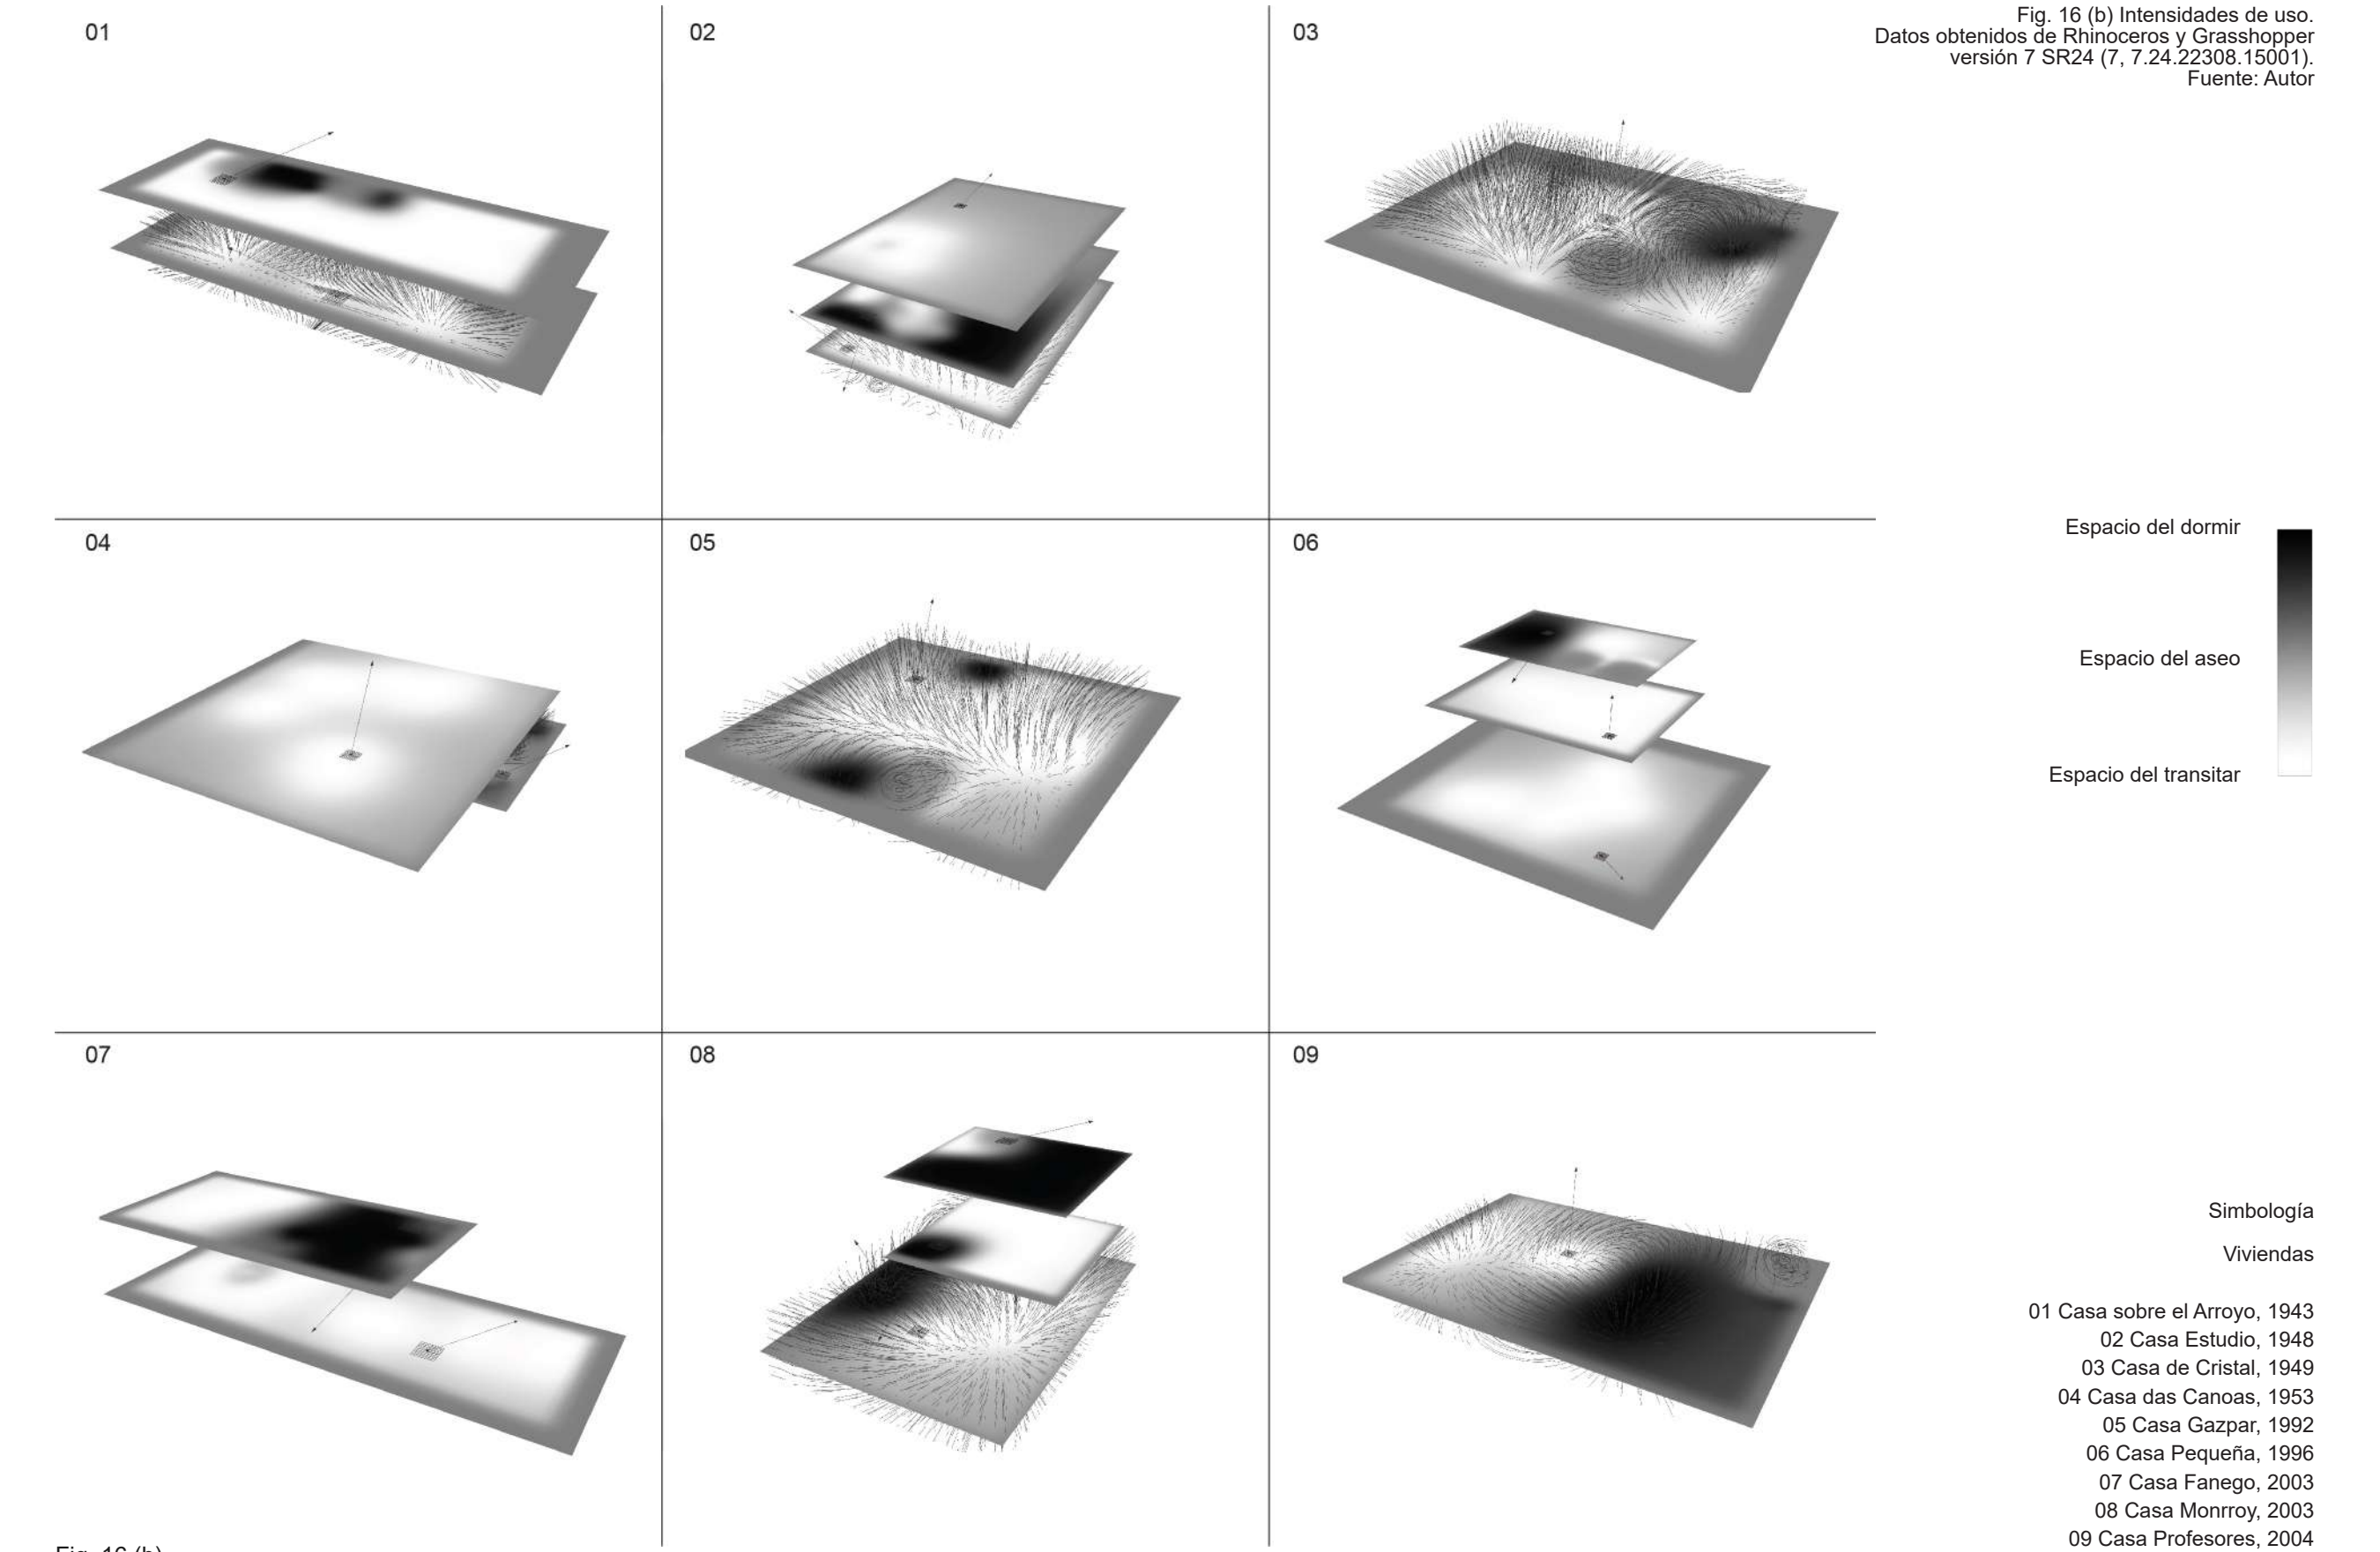 01
02
03
Fig. 16 (b) Intensidades de uso.
Datos obtenidos de Rhinoceros y Grasshopper
versión 7 SR24 (7, 7.24.22308.15001).
Fuente: Autor
04
05
06
Espacio del dormir
Espacio del aseo
Espacio del transitar
07
08
09
Simbología
Viviendas
01 Casa sobre el Arroyo, 1943
02 Casa Estudio, 1948
03 Casa de Cristal, 1949
04 Casa das Canoas, 1953
05 Casa Gazpar, 1992
06 Casa Pequeña, 1996
07 Casa Fanego, 2003
08 Casa Monrroy, 2003
09 Casa Profesores, 2004
Fig. 16 (b)